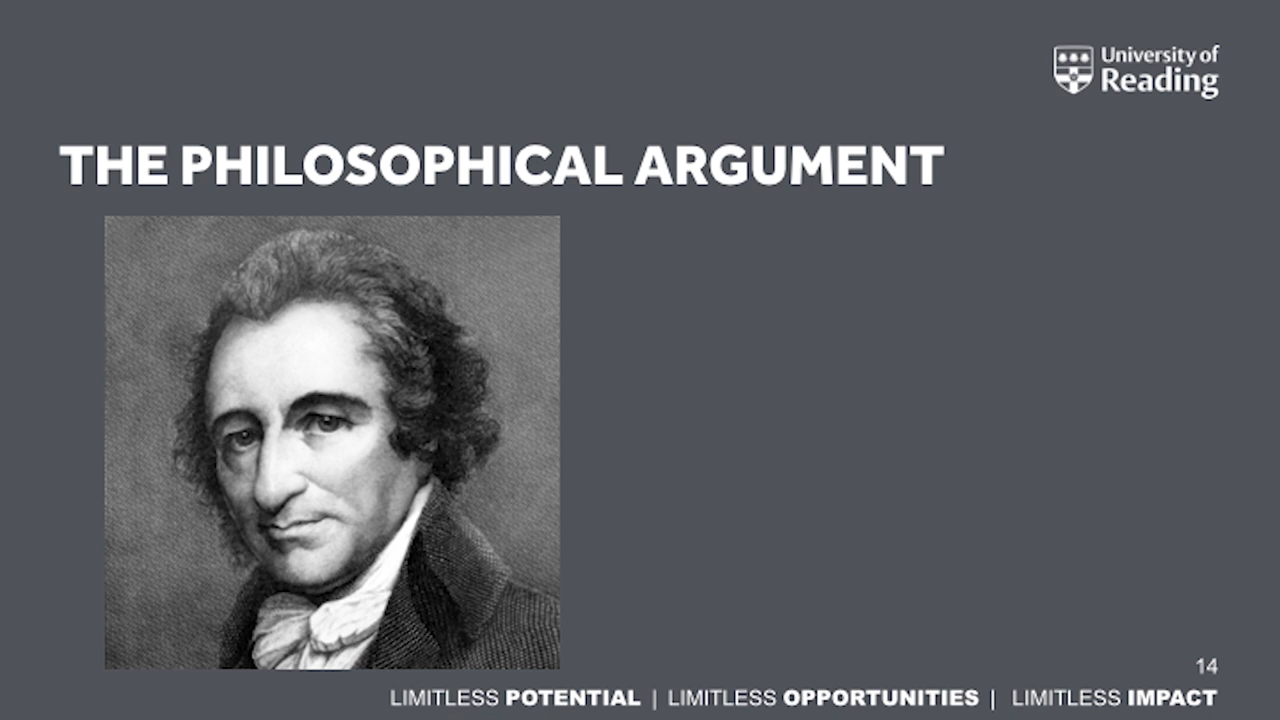 University of
Reading
THE PHILOSOPHICAL ARGUMENT
14
LIMITLESS POTENTIAL | LIMITLESS OPPORTUNITIES | LIMITLESS IMPACT